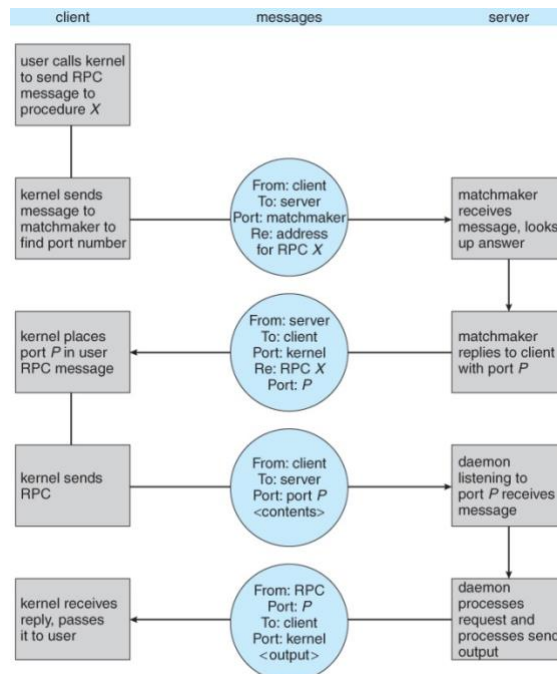 client messages server
user calls kernel
to send RPC
message to
procedure X
kernel sends
message to
matchmaker to
find port number
From: client
To: server
Port: matchmaker
Re: address
for RPC X
matchmaker
receives
message, looks
up answer
kernel places
port P in user
RPC message
From: server
To: client
Port: kernel
Re: RPC X
Port: P
matchmaker
replies to client
with port P
kernel sends
RPC
From: client
To: server
Port: port P
<contents>
daemon
listening to
port P receives
message
kernel receives
reply, passes
it to user
From: RPC
Port: P
To: client
Port: kernel
<output>
daemon
processes
request and
processes send
output